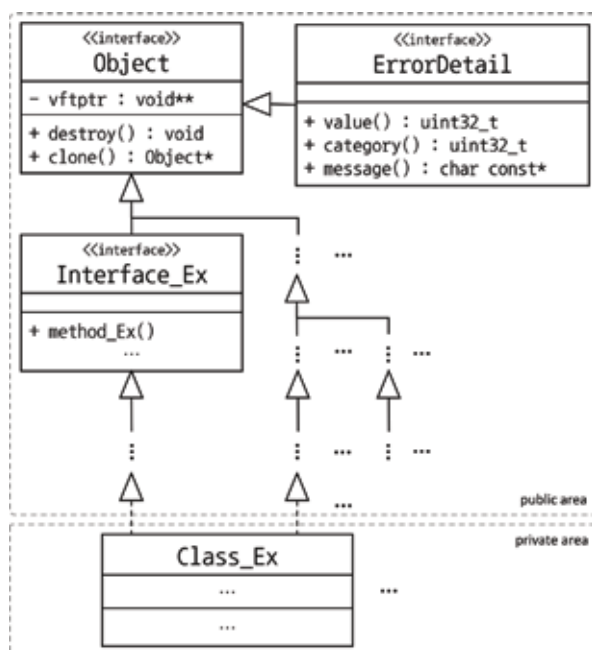 <<interface>>
Object
- vftptr : void**
+ destroy() : void
+ clone() : Object*
<<interface>>
ErrorDetail
+ value() : uint32_t
+ category() : uint32_t
+ message() : char const*
<<interface>>
Interface_Ex
+ method_Ex()
...
...
...
...
...
...
public area
private area
Class_Ex
...
...
...